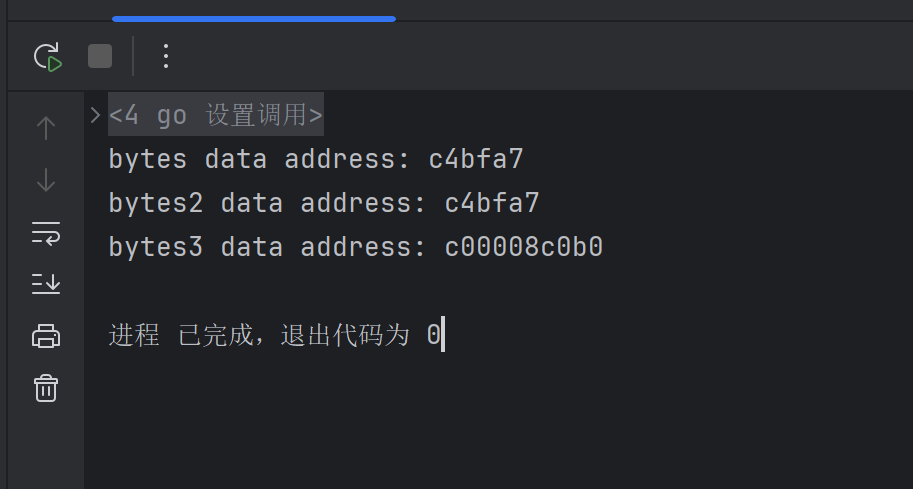 <4 go 设置调用>
bytes data address: c4bfa7
bytes2 data address: c4bfa7
bytes3 data address: c00008c0b0
进程 已完成，退出代码为 0